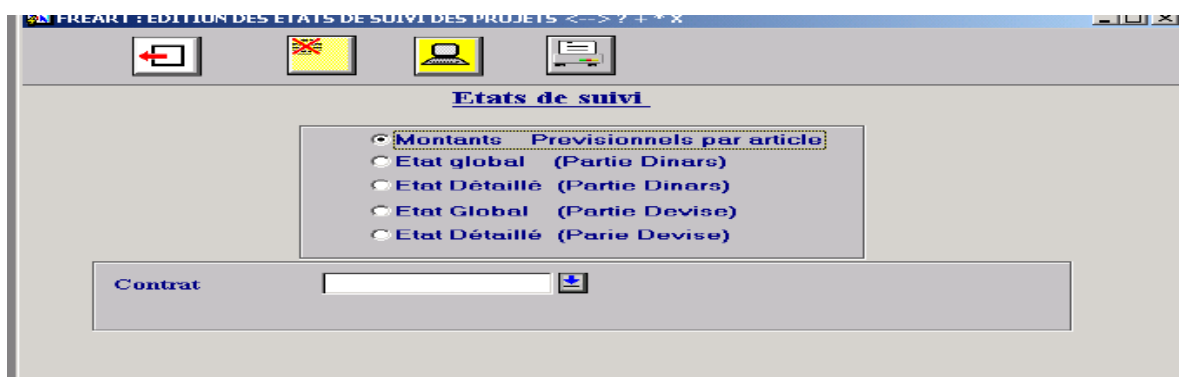 FREART : EDITION DES ETATS DE SUIVI DES PROJETS <--> ? + * X
Etats de suivi
Montants Previsionnels par article
Etat global (Partie Dinars)
Etat Détaillé (Partie Dinars)
Etat Global (Partie Devise)
Etat Détaillé (Parie Devise)
Contrat